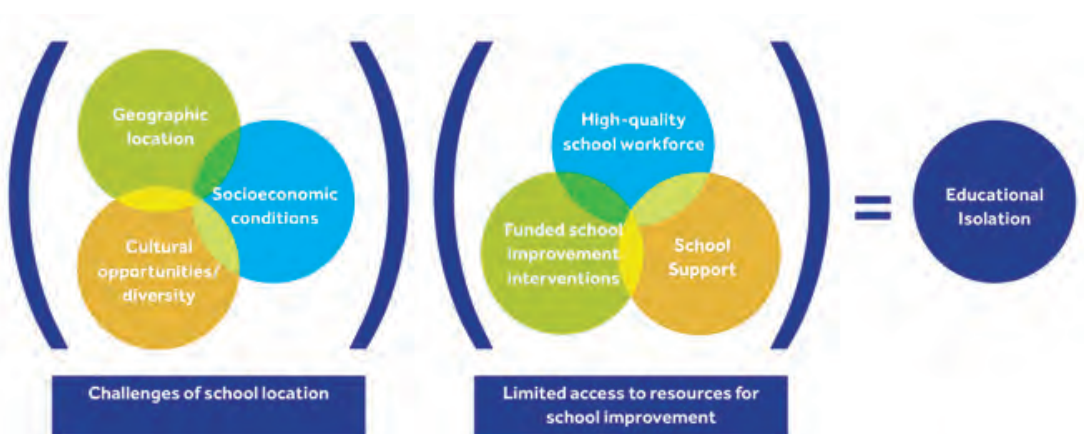 Geographic
location
Socioeconomic
conditions
Cultural
opportunities/
diversity
High-quality
school workforce
Funded school
improvement
interventions
School
Support
=
Educational
Isolation
Challenges of school location
Limited access to resources for
school improvement